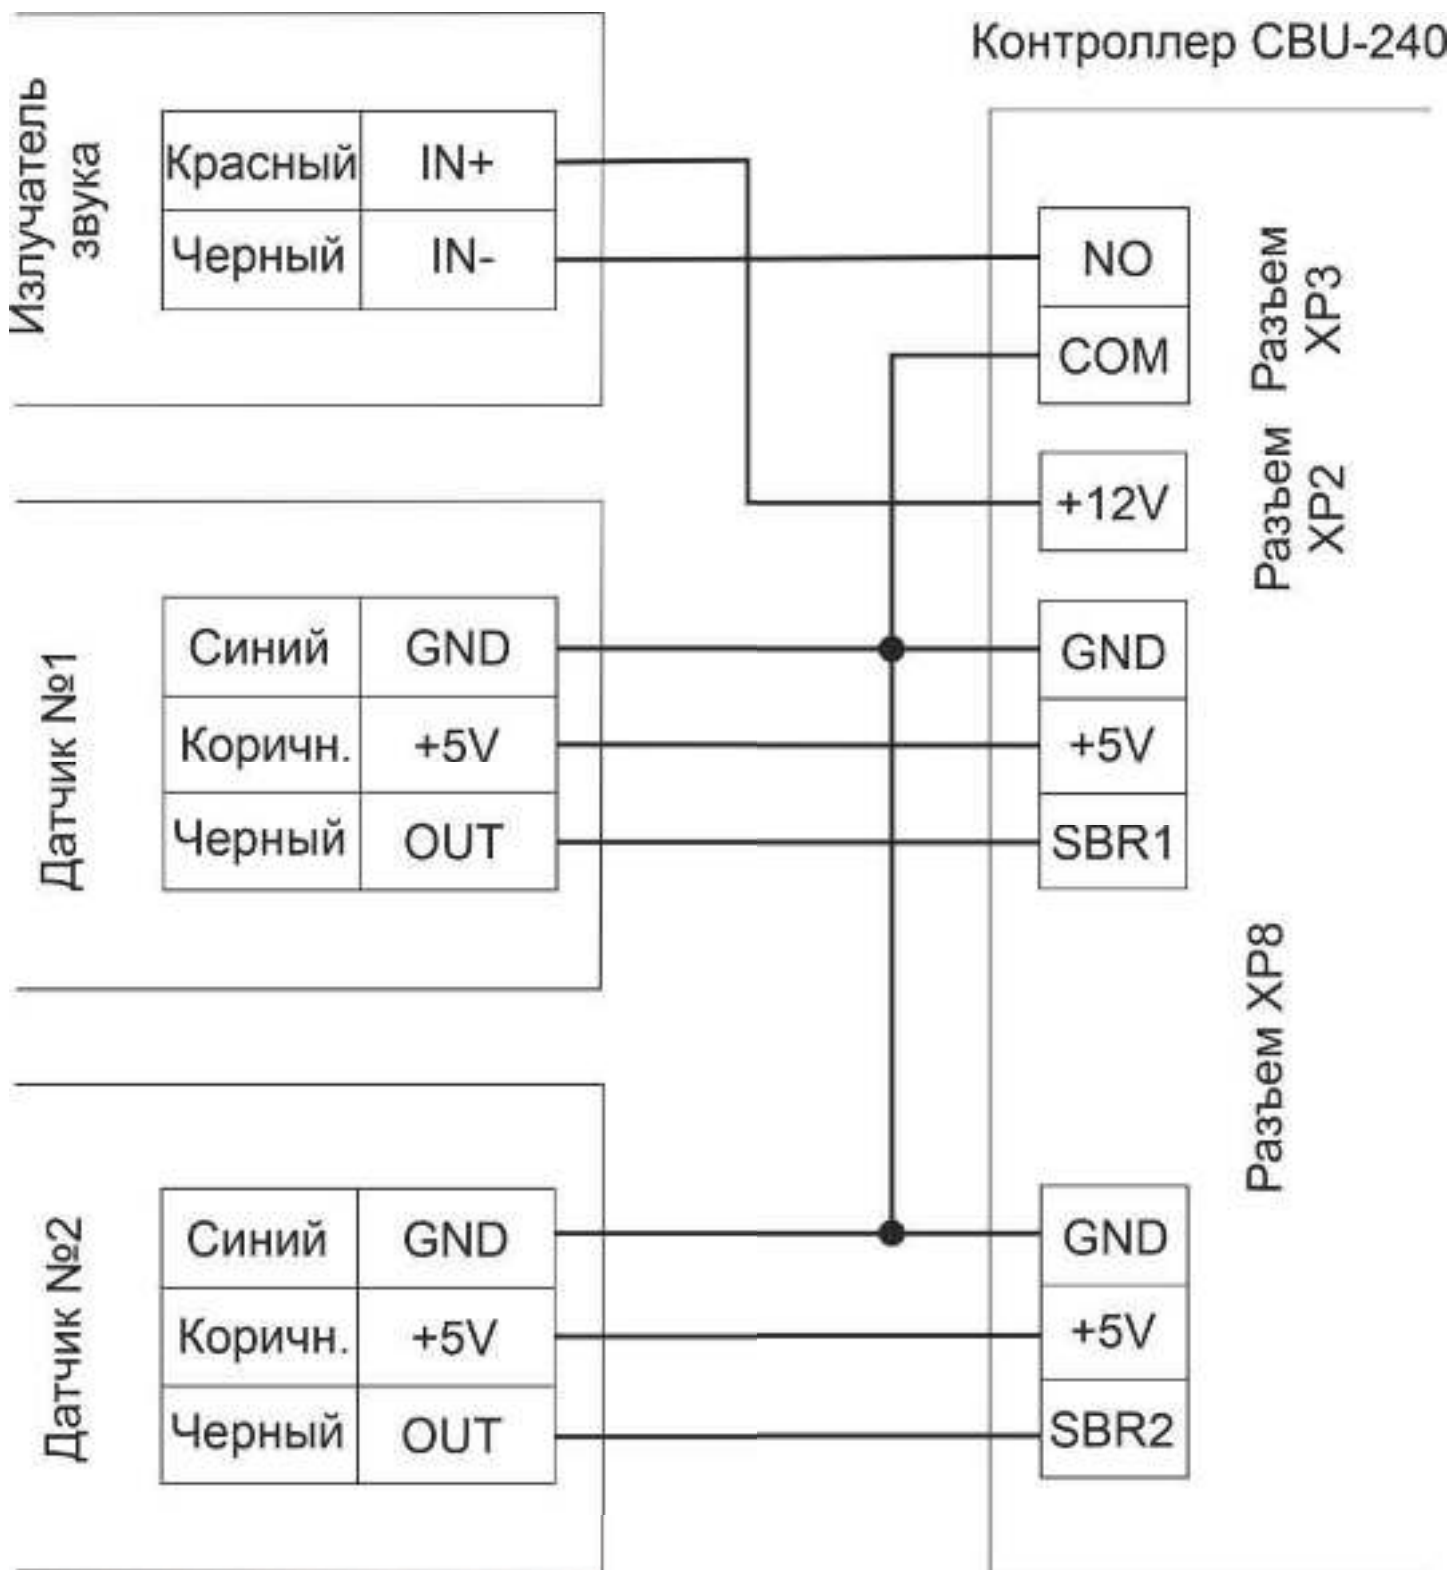 Контроллер CBU-240
Излучатель
звука
Красный IN+
Черный IN-
NO
COM
Разъем
XP3
+12V
Разъем
XP2
Датчик №1
Синий GND
Коричн. +5V
Черный OUT
GND
+5V
SBR1
Разъем XP8
Датчик №2
Синий GND
Коричн. +5V
Черный OUT
GND
+5V
SBR2